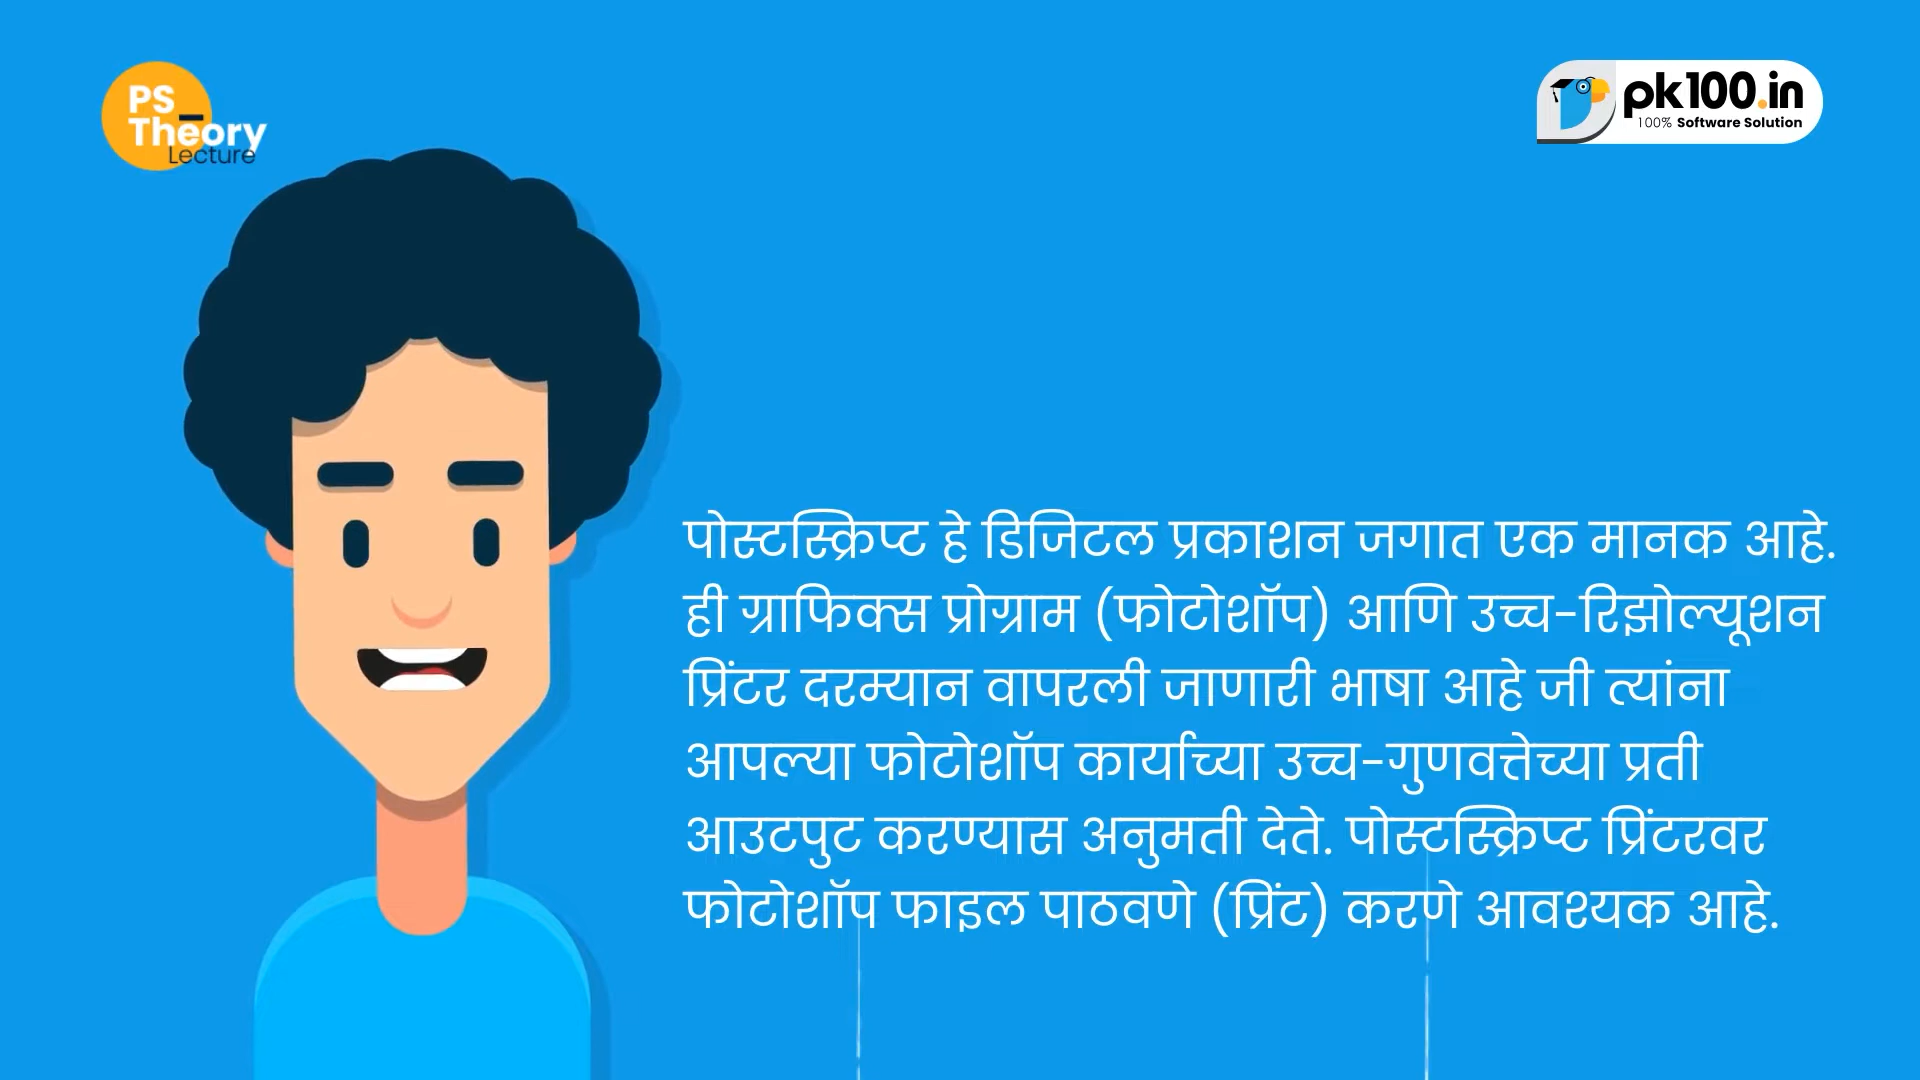 PS_
Theory
Lecture
pk100.in
100% Software Solution
पोस्टस्क्रिप्ट हे डिजिटल प्रकाशन जगात एक मानक आहे.
ही ग्राफिक्स प्रोग्राम (फोटोशॉप) आणि उच्च-रिझोल्यूशन
प्रिंटर दरम्यान वापरली जाणारी भाषा आहे जी त्यांना
आपल्या फोटोशॉप कार्याच्या उच्च-गुणवत्तेच्या प्रती
आउटपुट करण्यास अनुमती देते. पोस्टस्क्रिप्ट प्रिंटरवर
फोटोशॉप फाइल पाठवणे (प्रिंट) करणे आवश्यक आहे.